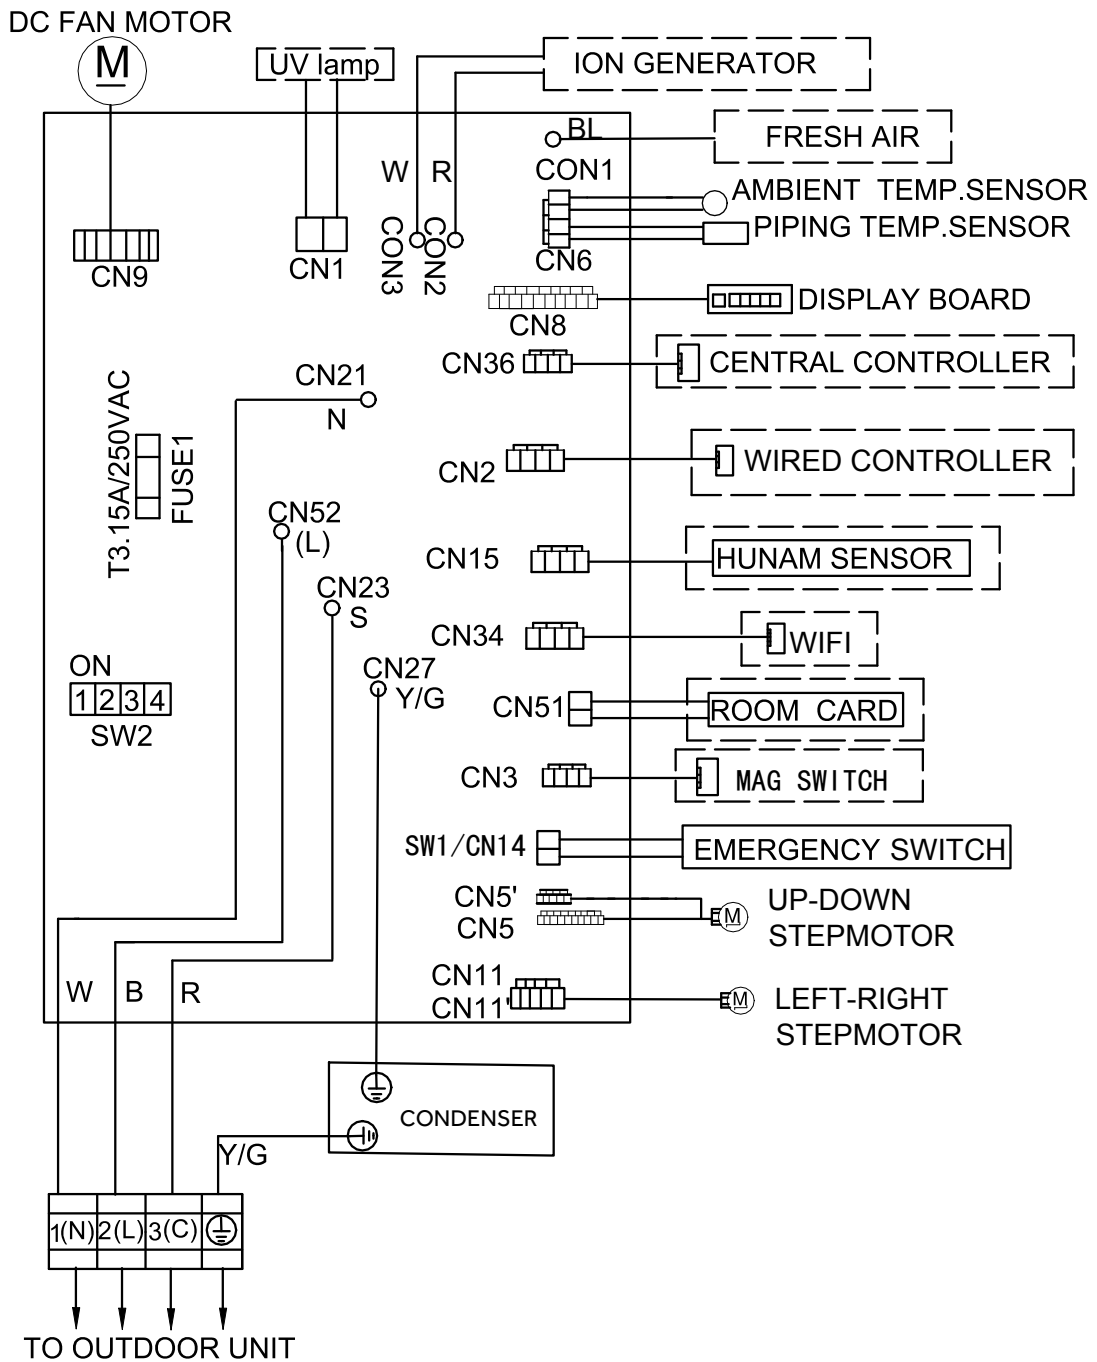 DC FAN MOTOR
M
UV lamp
ION GENERATOR
BL
FRESH AIR
W
R
CON1
AMBIENT TEMP.SENSOR
PIPING TEMP.SENSOR
CN9
CN1
CON3
CON2
CN6
DISPLAY BOARD
CN8
CN36
CENTRAL CONTROLLER
CN21
N
T3.15A/250VAC
FUSE1
CN2
WIRED CONTROLLER
CN52
(L)
CN15
HUNAM SENSOR
CN23
S
CN34
WIFI
ON
1 2 3 4
SW2
CN27
Y/G
CN51
ROOM CARD
CN3
MAG SWITCH
SW1/CN14
EMERGENCY SWITCH
CN5'
CN5
M
UP-DOWN
STEPMOTOR
W
B
R
CN11
CN11'
M
LEFT-RIGHT
STEPMOTOR
CONDENSER
Y/G
1(N) 2(L) 3(C)
TO OUTDOOR UNIT